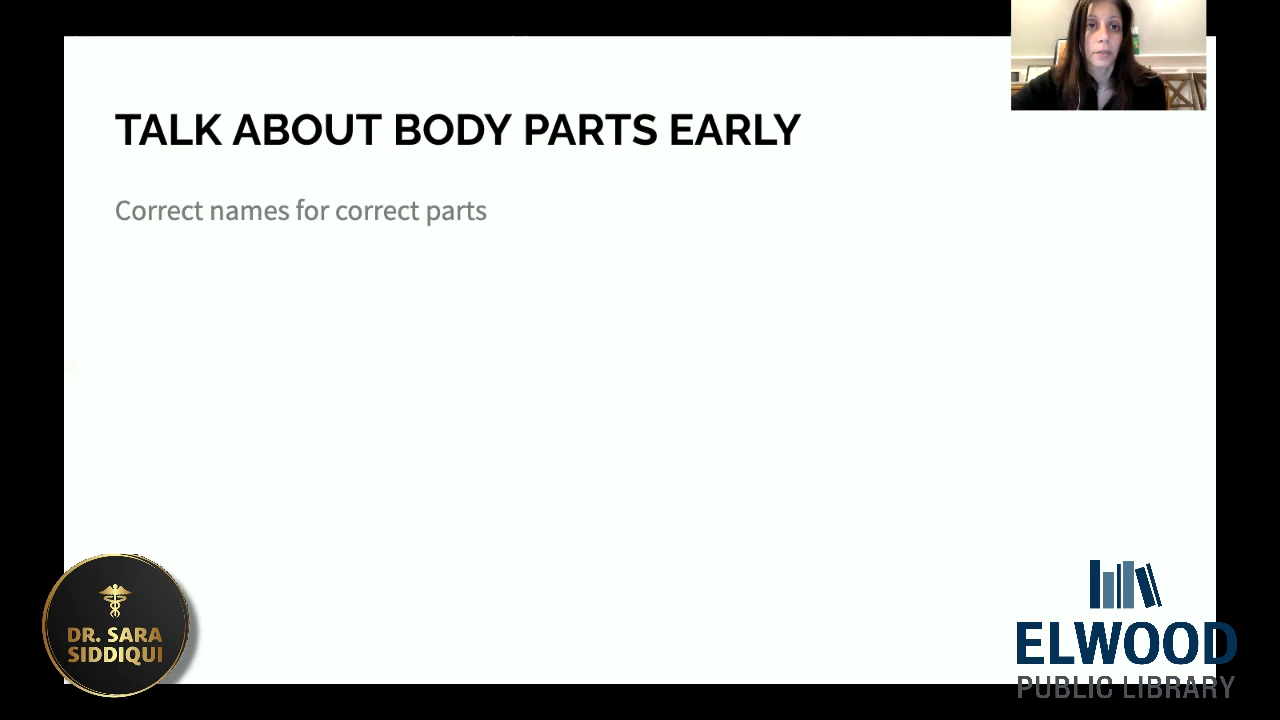 TALK ABOUT BODY PARTS EARLY
Correct names for correct parts
DR. SARA
SIDDIQUI
ELWOOD
PUBLIC LIBRARY